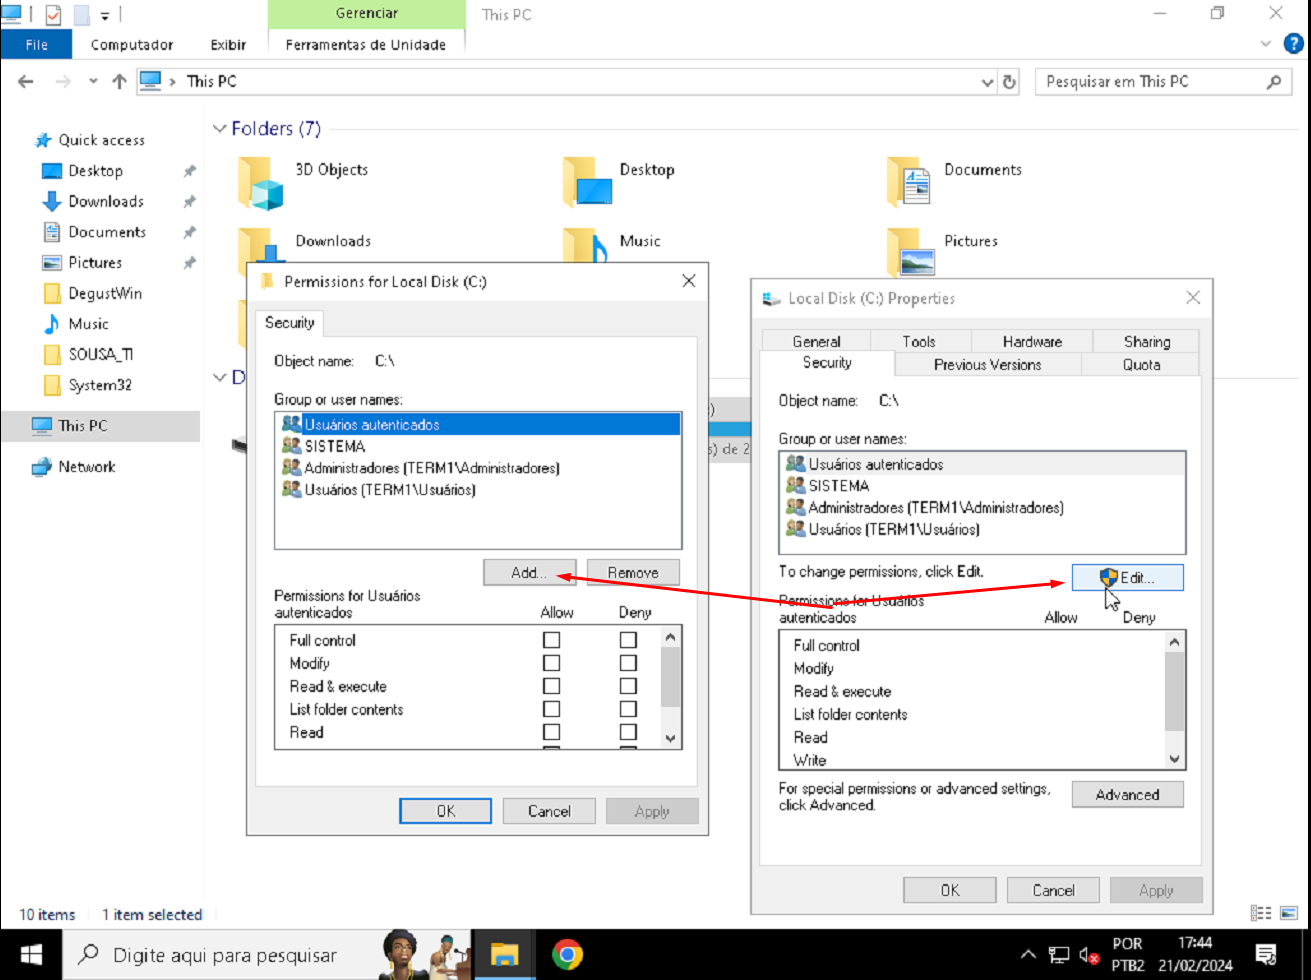 Gerenciar
This PC
File
Computador
Exibir
Ferramentas de Unidade
This PC
Pesquisar em This PC
Quick access
Desktop
Downloads
Documents
Pictures
DegustWin
Music
SOUSA_TI
System32
This PC
Network
Folders (7)
3D Objects
Desktop
Documents
Downloads
Music
Pictures
D
:)
s) de 2
Permissions for Local Disk (C:)
Security
Object name: C:\
Group or user names:
Usuários autenticados
SISTEMA
Administradores (TERM1\Administradores)
Usuários (TERM1\Usuários)
Add...
Remove
Permissions for Usuários
autenticados
Allow
Deny
Full control
Modify
Read & execute
List folder contents
Read
OK
Cancel
Apply
Local Disk (C:) Properties
General
Tools
Hardware
Sharing
Security
Previous Versions
Quota
Object name: C:\
Group or user names:
Usuários autenticados
SISTEMA
Administradores (TERM1\Administradores)
Usuários (TERM1\Usuários)
To change permissions, click Edit.
Edit...
Permissions for Usuários
autenticados
Allow
Deny
Full control
Modify
Read & execute
List folder contents
Read
Write
For special permissions or advanced settings,
click Advanced.
Advanced
OK
Cancel
Apply
10 items
1 item selected
Digite aqui para pesquisar
POR
PTB2
17:44
21/02/2024